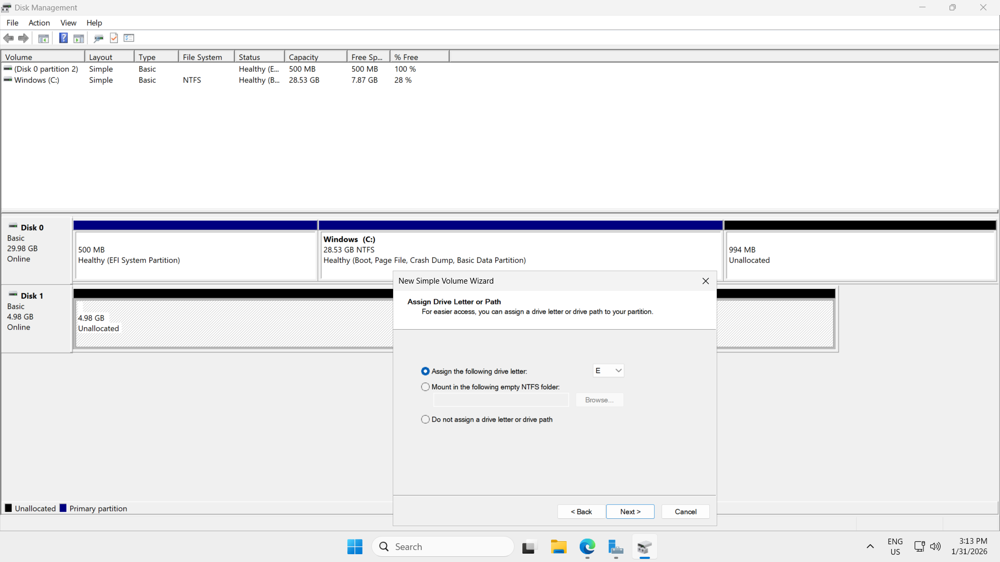 Disk Management
File Action View Help
Volume Layout Type File System Status Capacity Free Sp... % Free
(Disk 0 partition 2) Simple Basic Healthy (E... 500 MB 500 MB 100 %
Windows (C:) Simple Basic NTFS Healthy (B... 28.53 GB 7.87 GB 28 %
Disk 0
Basic
29.98 GB
Online
500 MB
Healthy (EFI System Partition)
Windows (C:)
28.53 GB NTFS
Healthy (Boot, Page File, Crash Dump, Basic Data Partition)
994 MB
Unallocated
Disk 1
Basic
4.98 GB
Online
4.98 GB
Unallocated
New Simple Volume Wizard
Assign Drive Letter or Path
For easier access, you can assign a drive letter or drive path to your partition.
Assign the following drive letter: E
Mount in the following empty NTFS folder:
Browse...
Do not assign a drive letter or drive path
< Back Next > Cancel
Unallocated Primary partition
Search
ENG
US
3:13 PM
1/31/2026